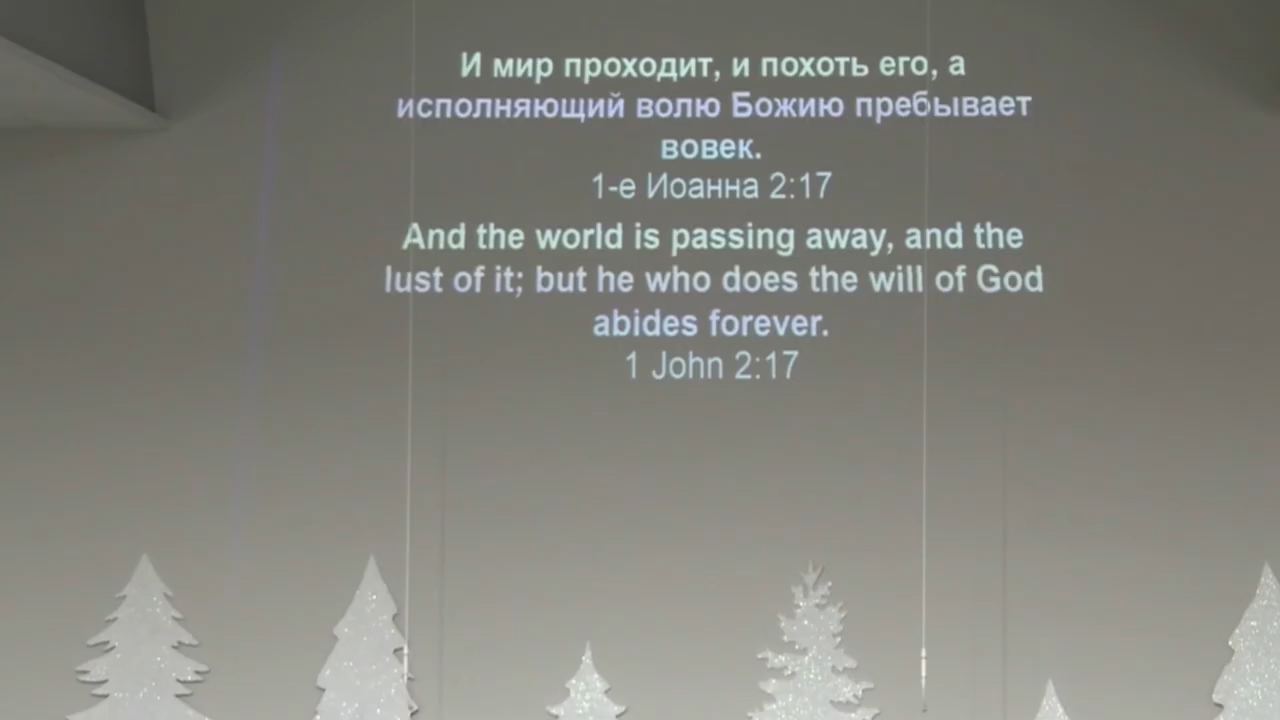 И мир проходит, и похоть его, а
исполняющий волю Божию пребывает
вовек.
1-е Иоанна 2:17
And the world is passing away, and the
lust of it; but he who does the will of God
abides forever.
1 John 2:17